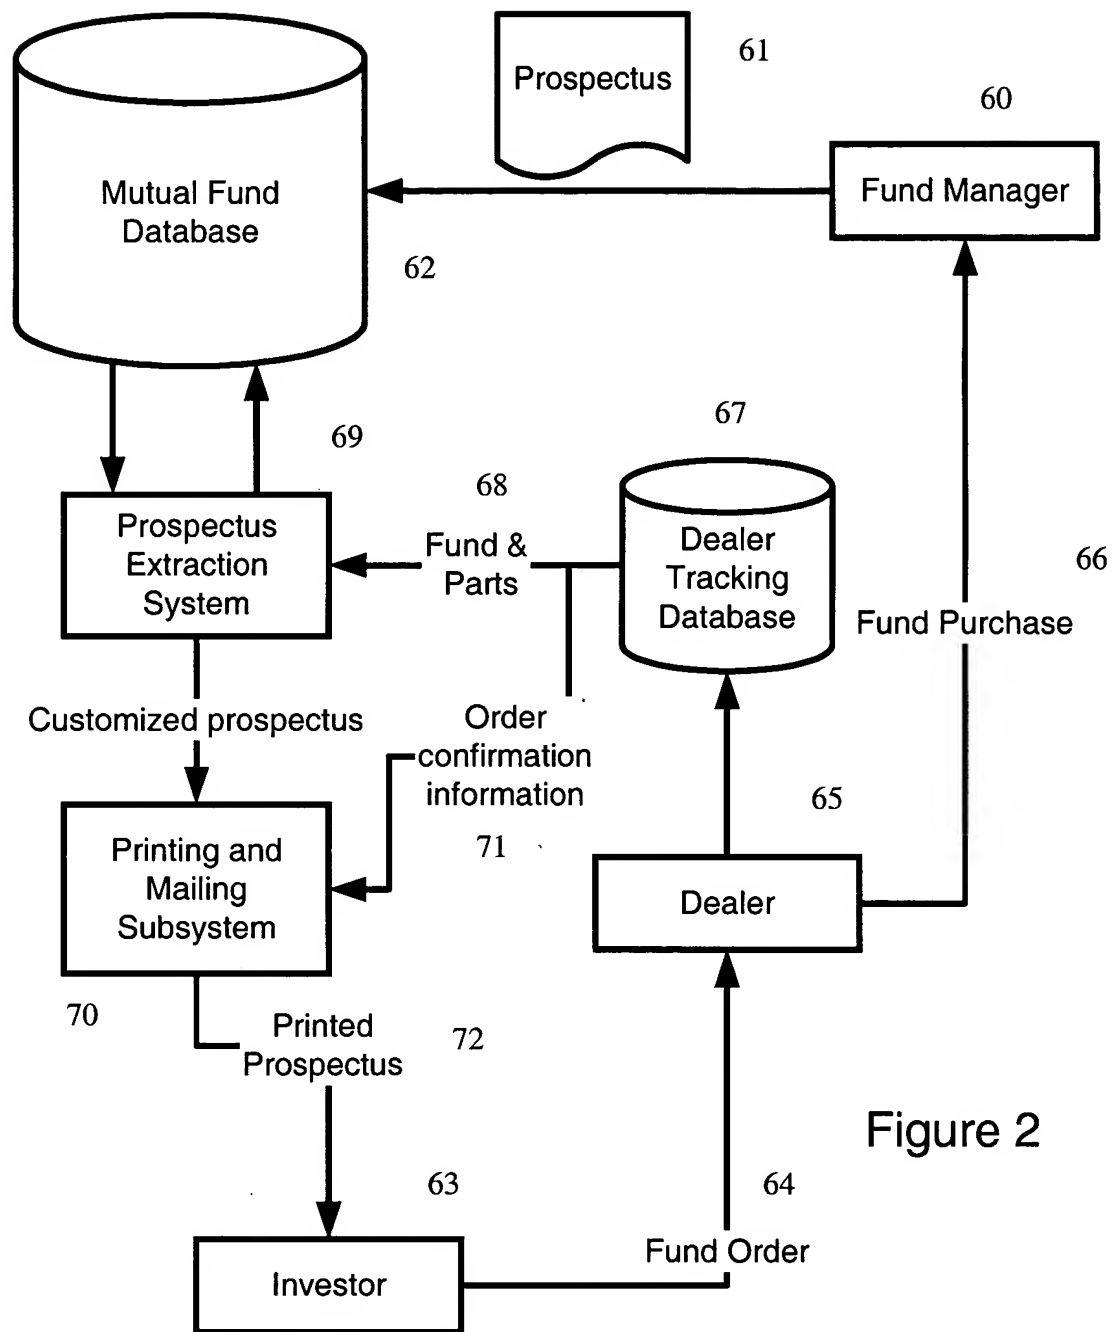 61
Prospectus
60
Fund Manager
Mutual Fund
Database
62
67
69
68
Prospectus
Extraction
System
Fund &
Parts
Dealer
Tracking
Database
66
Fund Purchase
Customized prospectus
Order
confirmation
information
65
71
Printing and
Mailing
Subsystem
Dealer
70
Printed
Prospectus
72
Figure 2
63
64
Fund Order
Investor